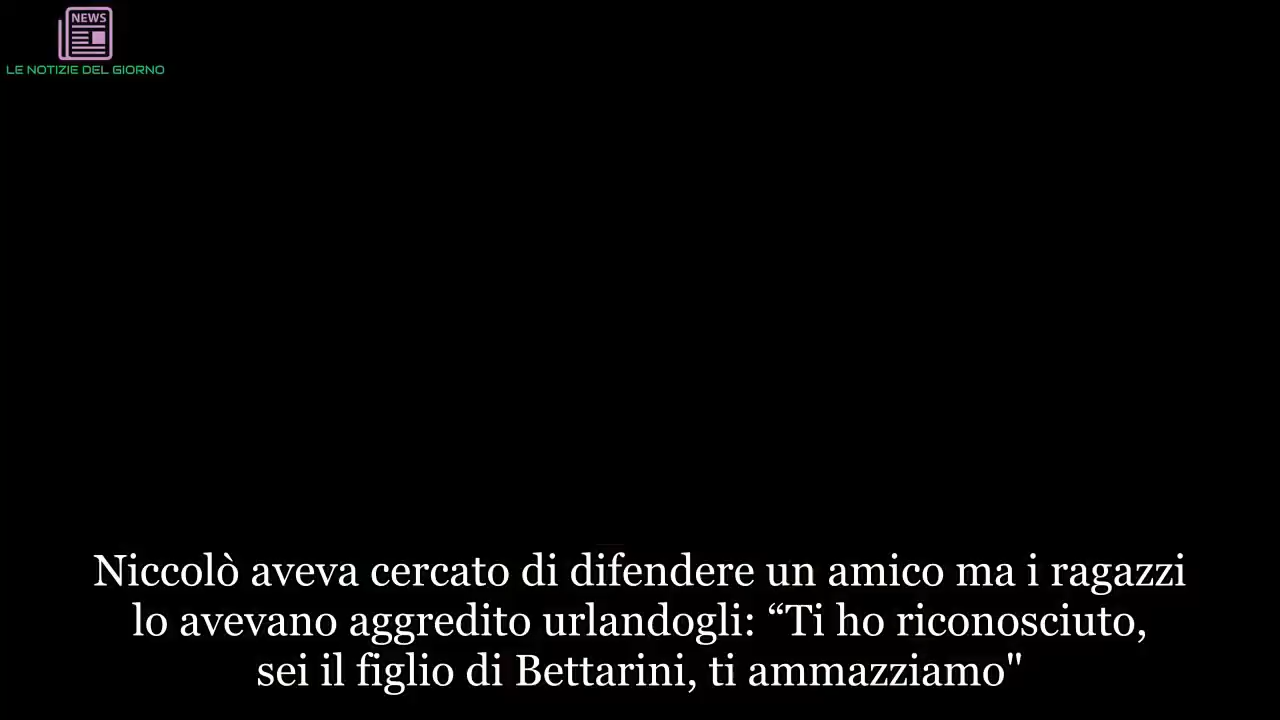 NEWS
LE NOTIZIE DEL GIORNO
Niccolò aveva cercato di difendere un amico ma i ragazzi
lo avevano aggredito urlandogli: “Ti ho riconosciuto,
sei il figlio di Bettarini, ti ammazziamo"